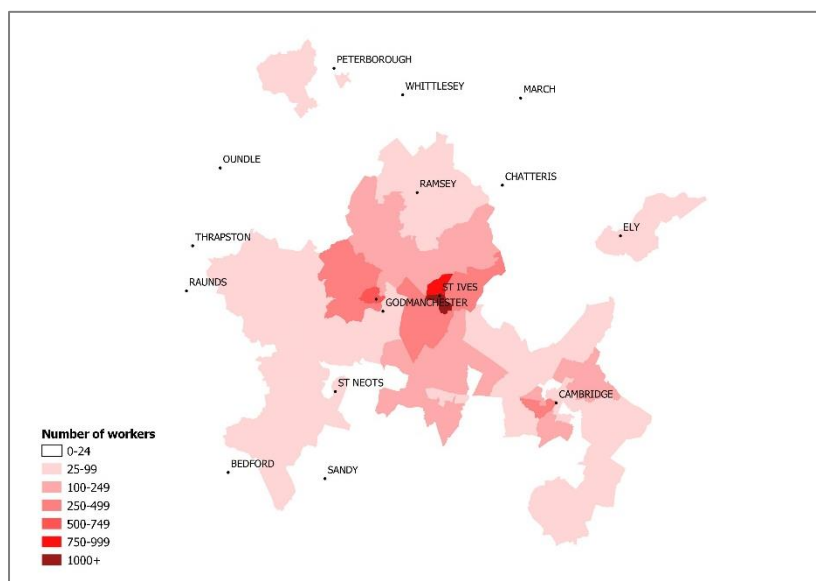 PETERBOROUGH
WHITTLESEY
MARCH
OUNDLE
CHATTERIS
RAMSEY
ELY
THRAPSTON
RAUNDS
ST IVES
GODMANCHESTER
ST NEOTS
CAMBRIDGE
BEDFORD
SANDY
Number of workers
0-24
25-99
100-249
250-499
500-749
750-999
1000+